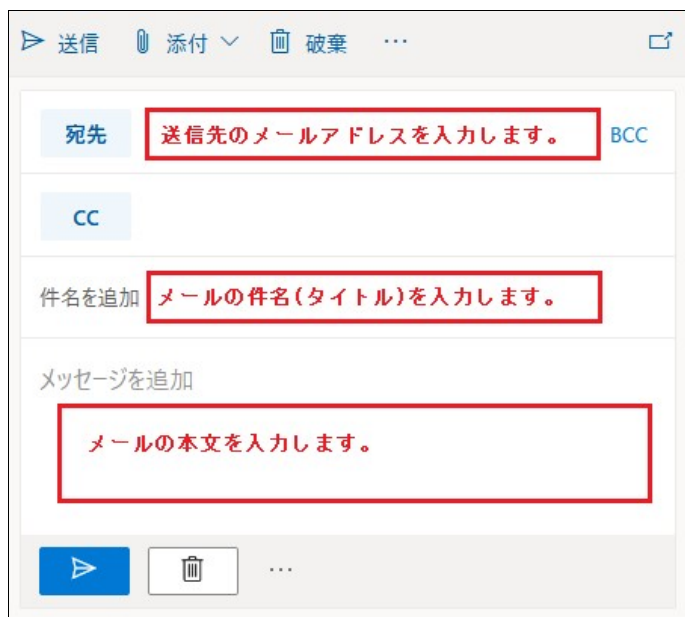 送信 添付 破棄 ...
宛先 送信先のメールアドレスを入力します。 BCC
CC
件名を追加 メールの件名(タイトル)を入力します。
メッセージを追加
メールの本文を入力します。
...